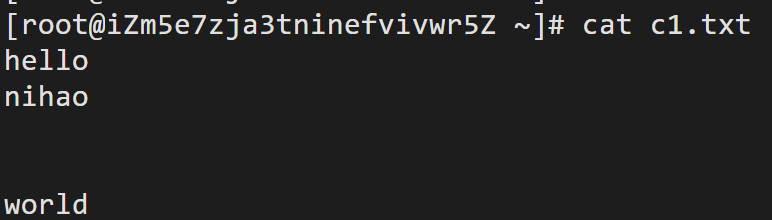 [root@iZm5e7zja3tninefvivwr5Z ~]# cat c1.txt
hello
nihao
world